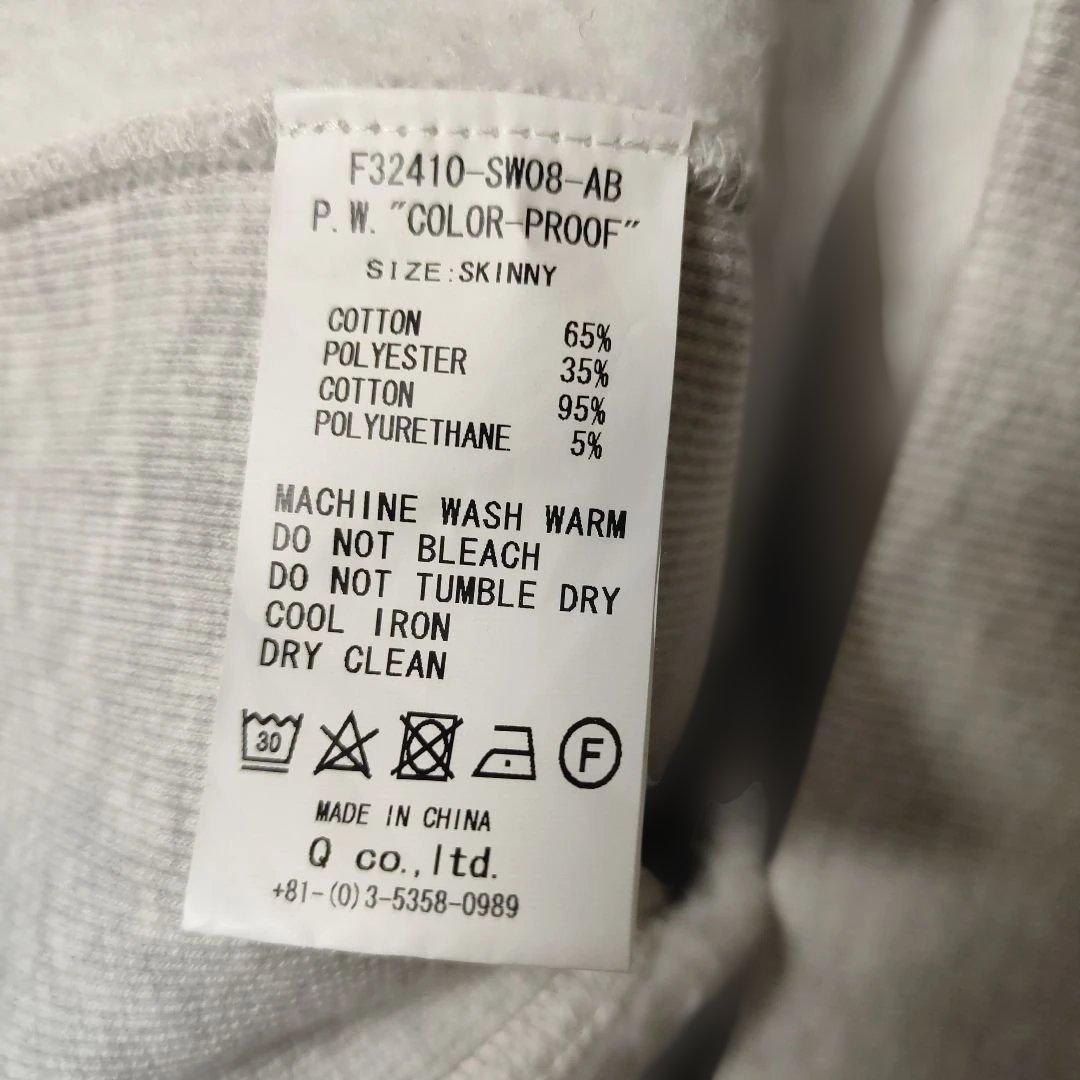 F32410-SW08-AB
P.W. "COLOR-PROOF"
SIZE:SKINNY
COTTON 65%
POLYESTER 35%
COTTON 95%
POLYURETHANE 5%
MACHINE WASH WARM
DO NOT BLEACH
DO NOT TUMBLE DRY
COOL IRON
DRY CLEAN
30 F
MADE IN CHINA
Q co.,ltd.
+81-(0)3-5358-0989